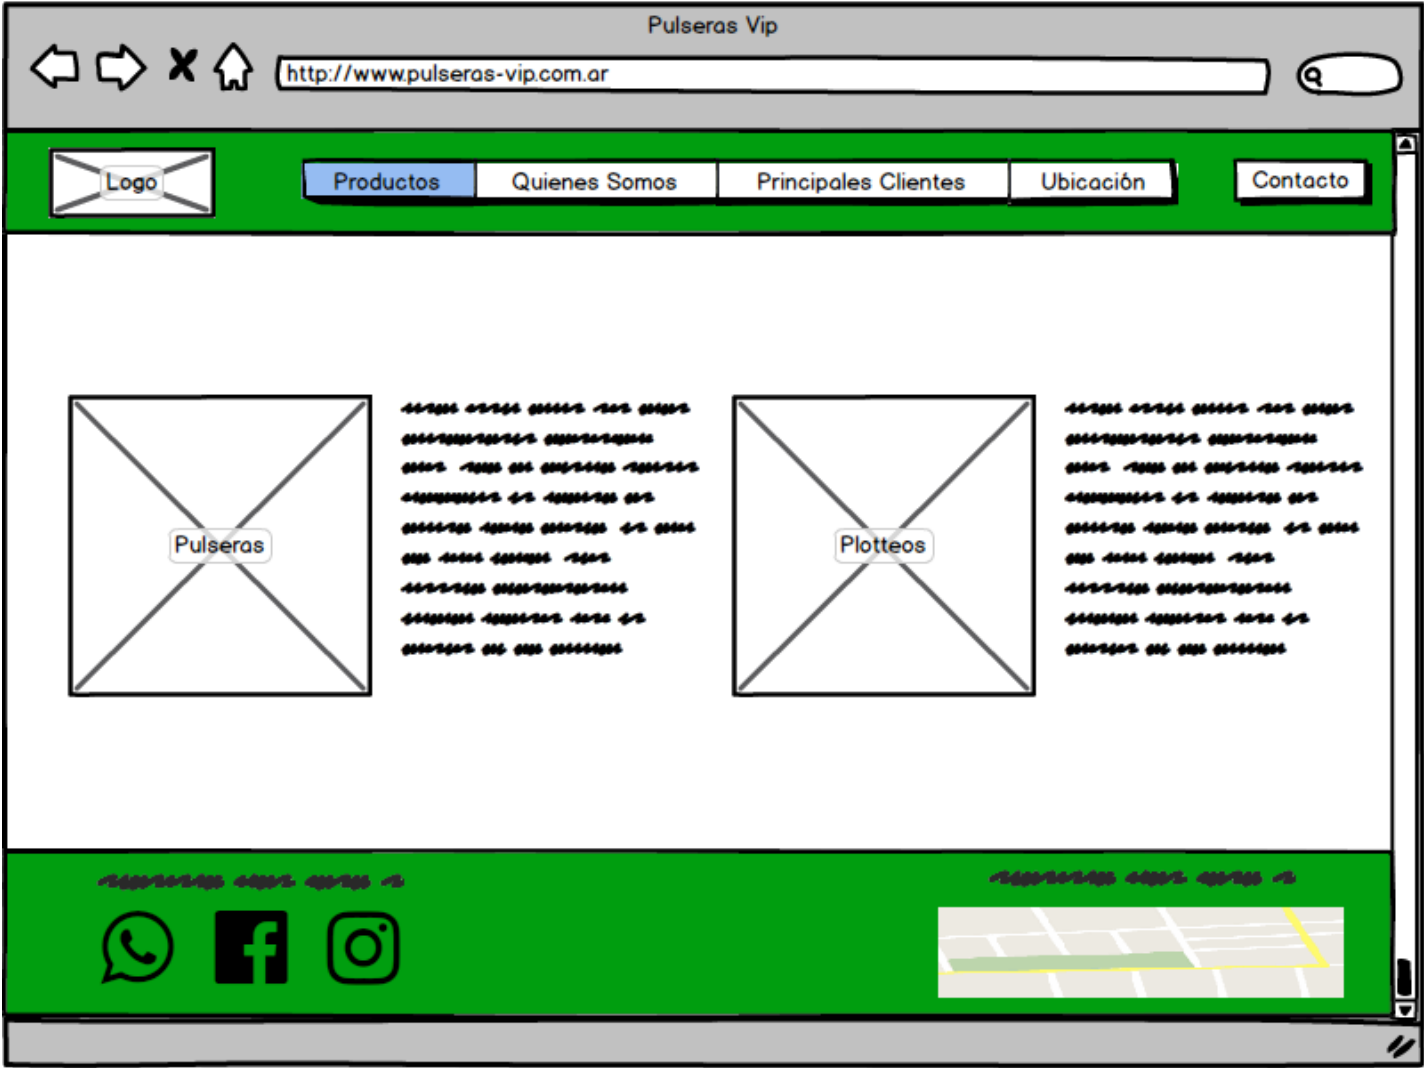 Pulseras Vip
http://www.pulseras-vip.com.ar
Logo
Productos
Quienes Somos
Principales Clientes
Ubicación
Contacto
Pulseras
Plotteos